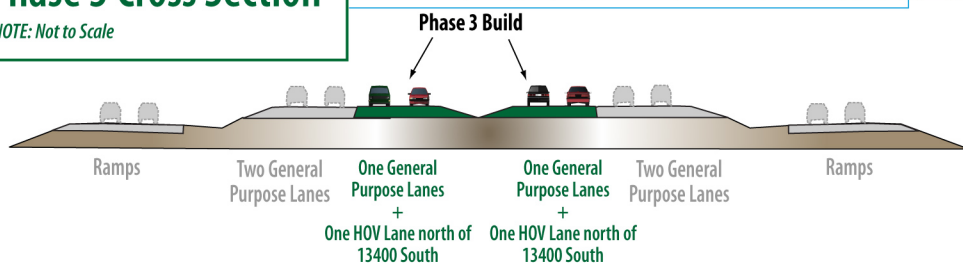 hase 3 Cross Section
NOTE: Not to Scale
Phase 3 Build
Ramps
Two General
Purpose Lanes
One General
Purpose Lanes
+
One HOV Lane north of
13400 South
One General
Purpose Lanes
+
One HOV Lane north of
13400 South
Two General
Purpose Lanes
Ramps